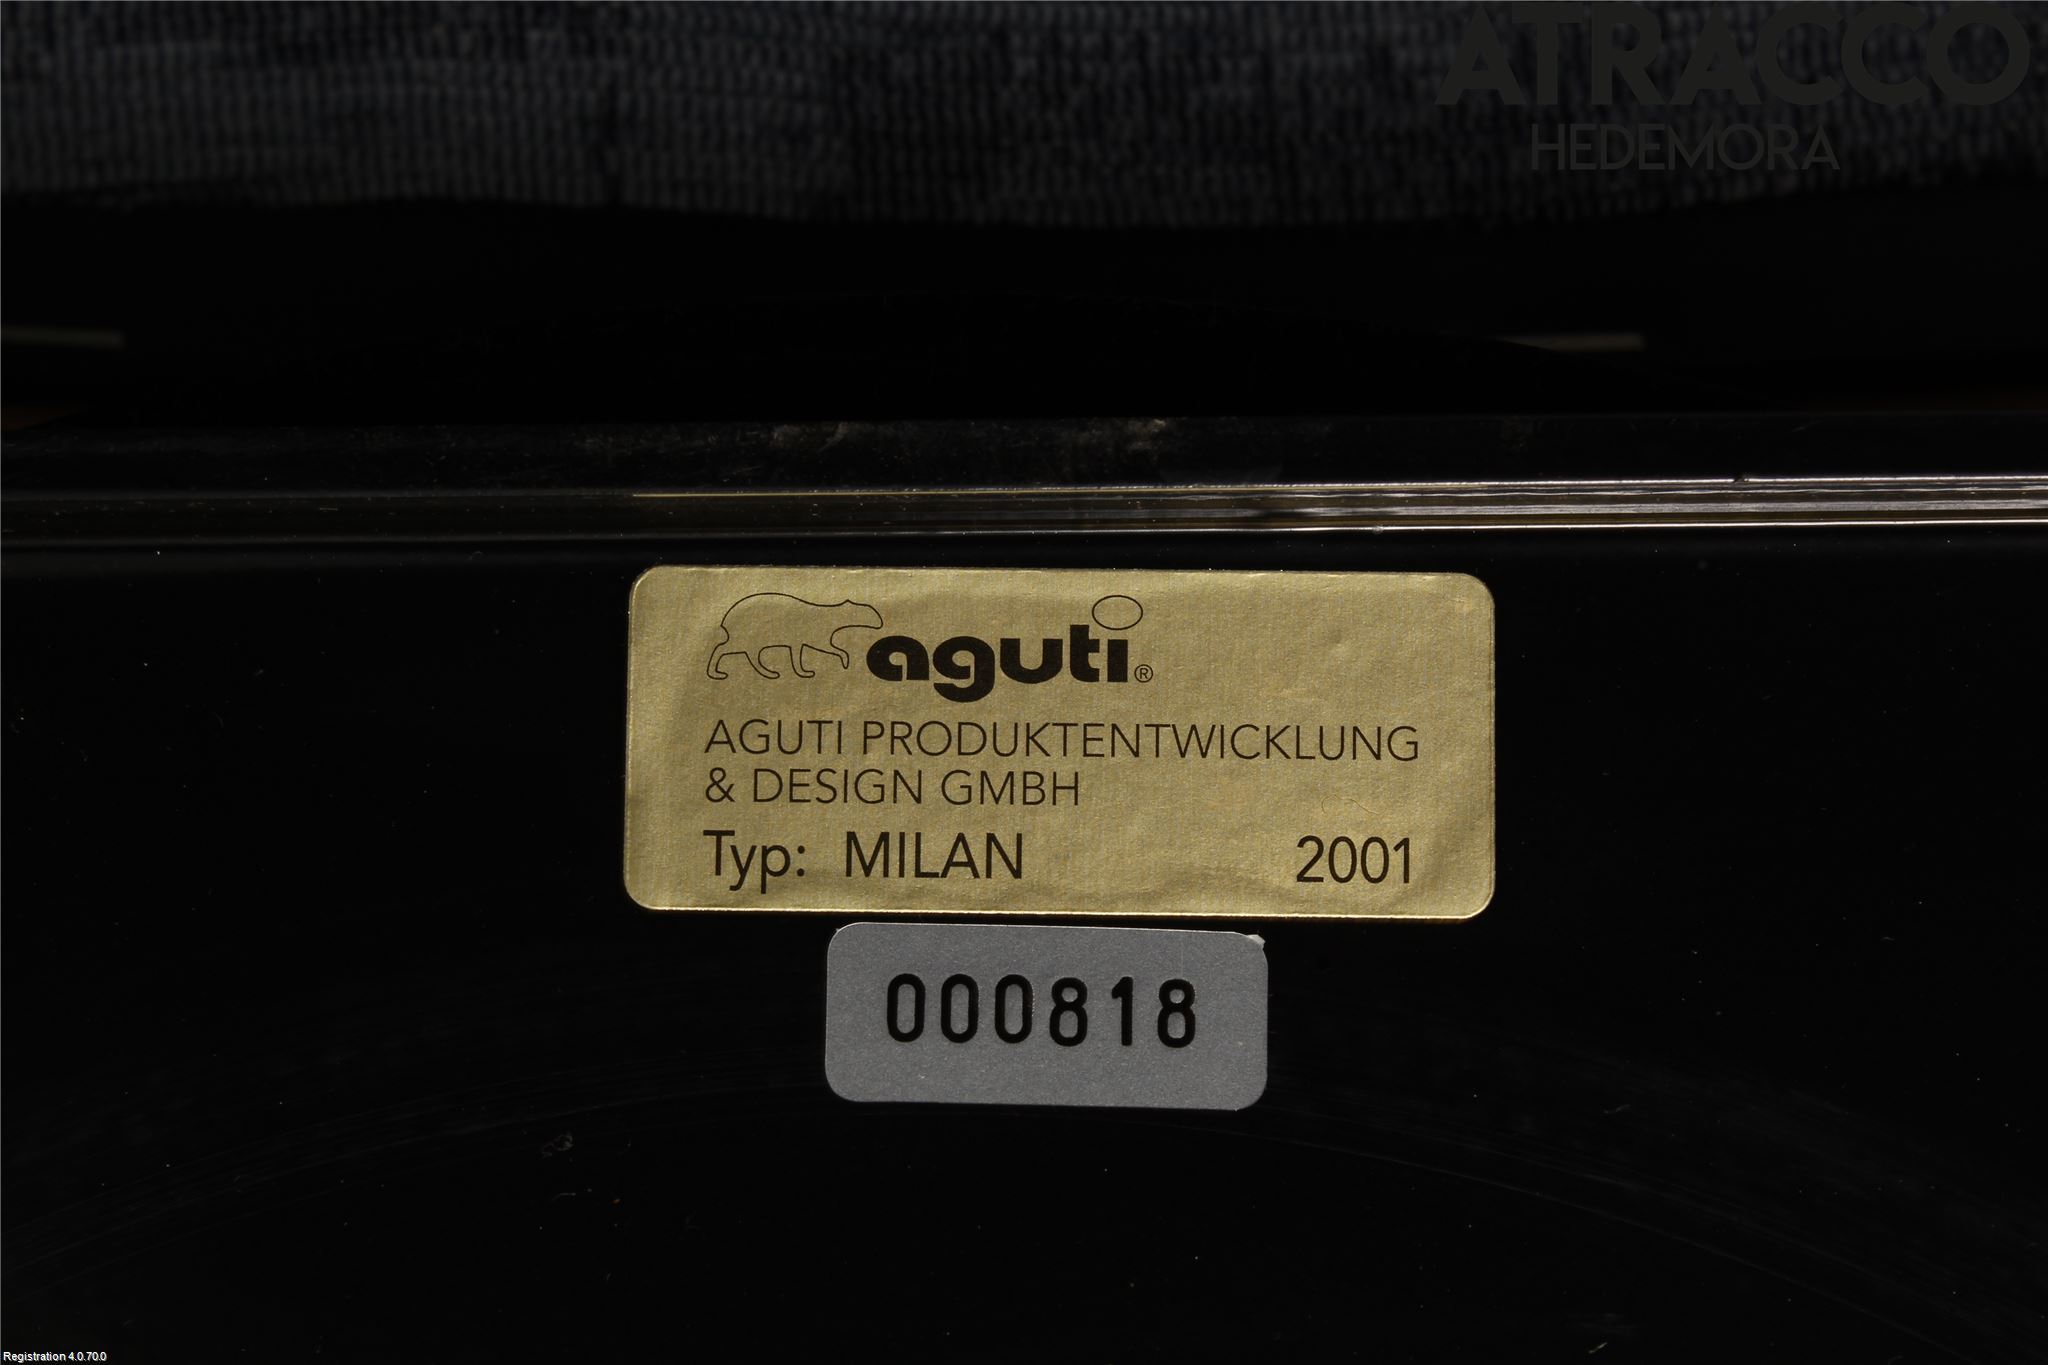 ATRACCO
HEDEMORA
aguti®
AGUTI PRODUKTENTWICKLUNG
& DESIGN GMBH
Typ: MILAN 2001
000818
Registration 4.0.70.0